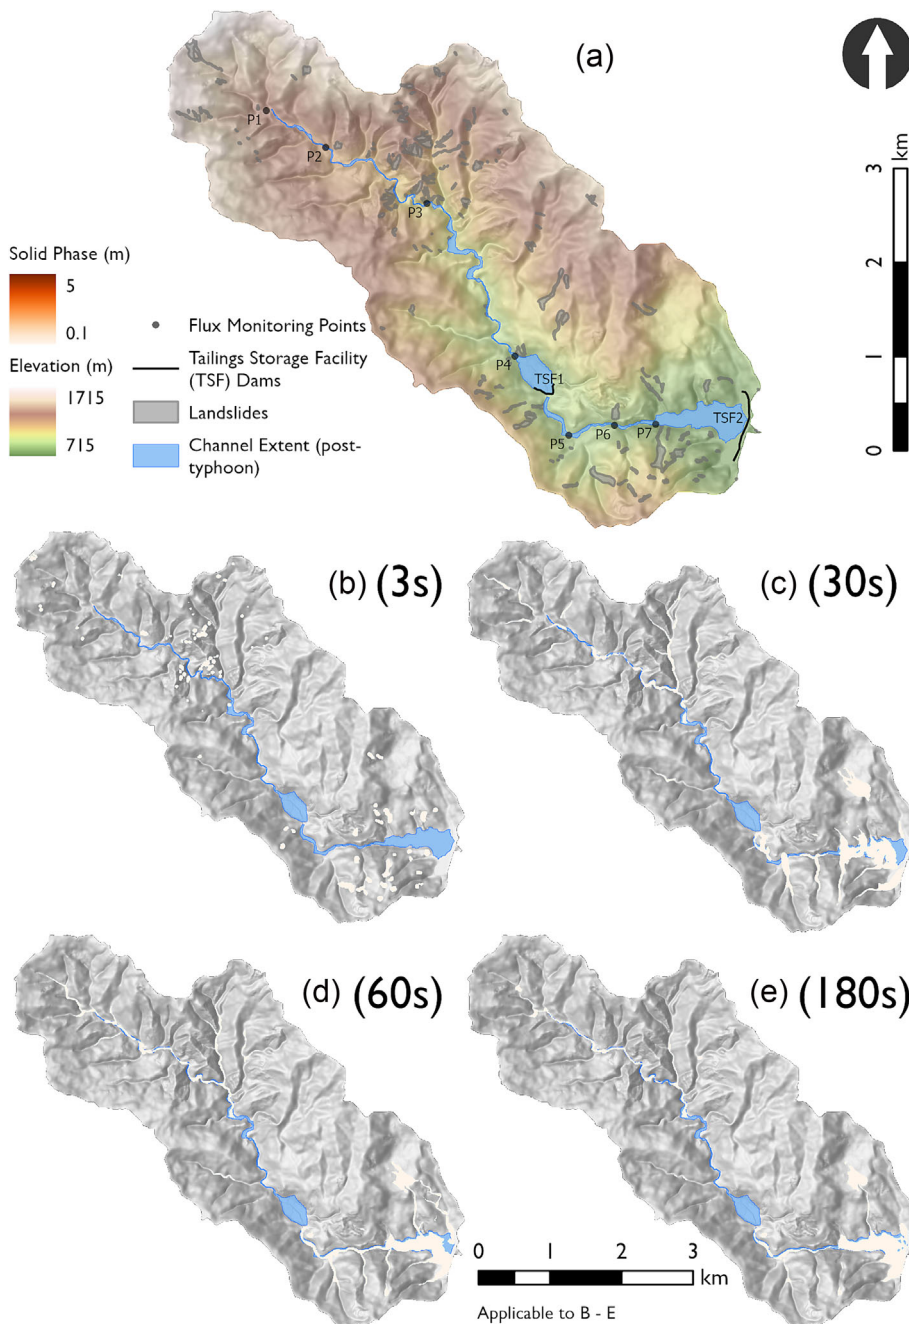 (a)
P1
P2
P3
P4
TSF1
P5
P6
P7
TSF2
km
3
2
1
0
Solid Phase (m)
5
0.1
Elevation (m)
1715
715
Flux Monitoring Points
Tailings Storage Facility
(TSF) Dams
Landslides
Channel Extent (post-
typhoon)
(b) (3s)
(c) (30s)
(d) (60s)
(e) (180s)
0 1 2 3
km
Applicable to B - E